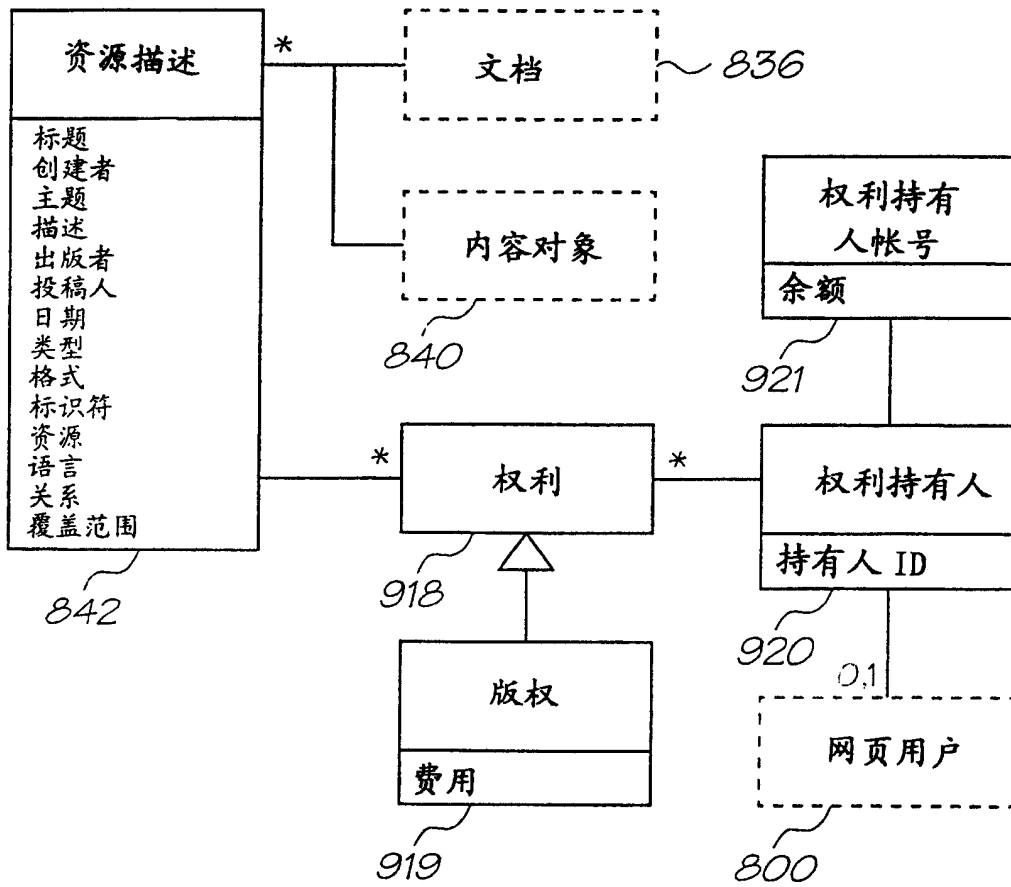 资源描述
*
标题
创建者
主题
描述
出版者
投稿人
日期
类型
格式
标识符
资源
语言
关系
覆盖范围
842
文档
836
内容对象
840
权利持有
人帐号
余额
921
*
权利
918
*
权利持有人
持有人 ID
920
版权
费用
919
0,1
网页用户
800